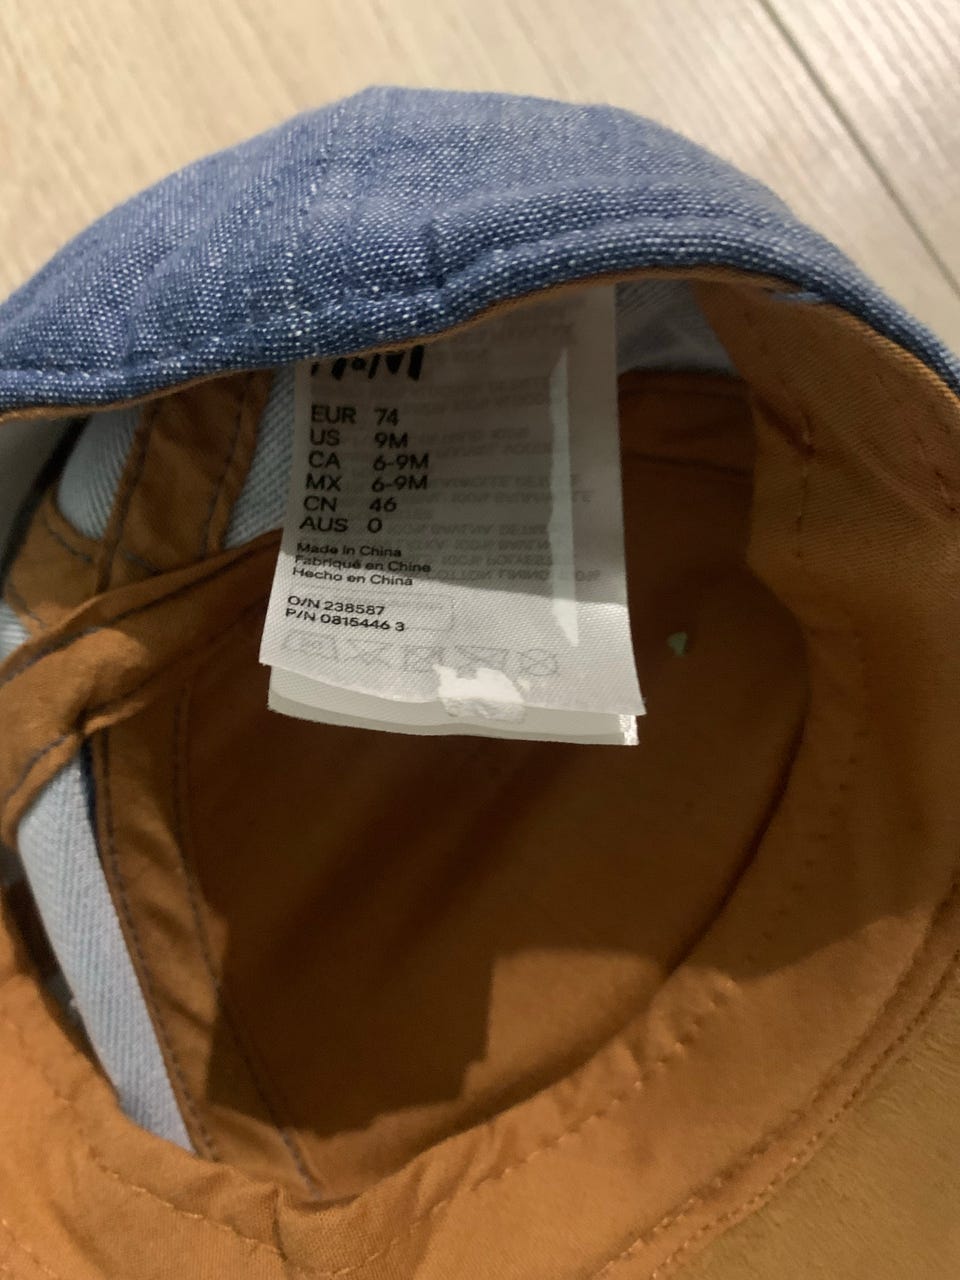 H&M
EUR 74
US 9M
CA 6-9M
MX 6-9M
CN 46
AUS 0
Made in China
Fabriqué en Chine
Hecho en China
O/N 238587
P/N 0815446 3